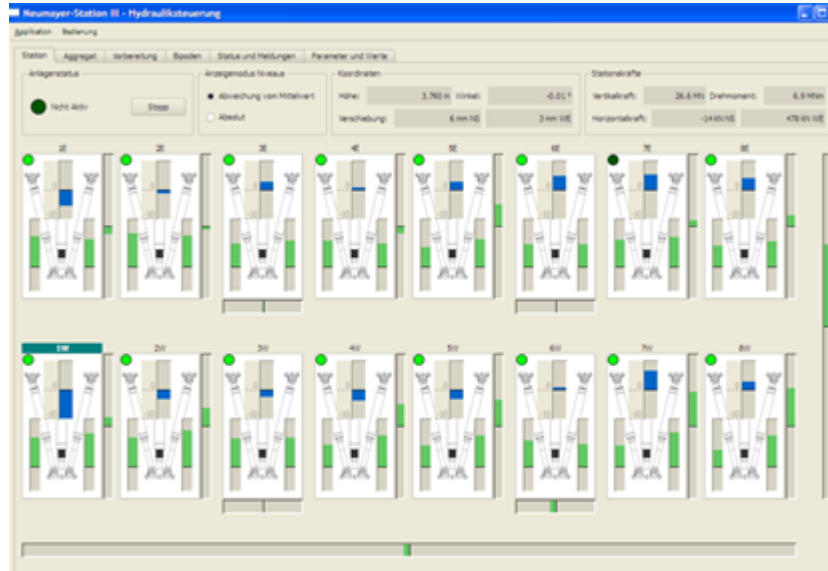 Neumayer-Station III - Hydrauliksteuerung
Applikation Bedienung
Station Aggregat Vorbereitung Bipoden Status und Meldungen Parameter und Werte
Anlagenstatus Anzeigemodus Niveaus Koordinaten Stationskräfte
Nicht Aktiv Stopp Abweichung vom Mittelwert Höhe: 3.760 m Winkel: -0.01 ° Vertikalkraft: 26.6 MN Drehmoment: 6.9 MNm
Absolut Verschiebung: 6 mm NS 3 mm WE Horizontalkraft: -14 kN NS 478 kN WE
1E 2E 3E 4E 5E 6E 7E 8E
1W 2W 3W 4W 5W 6W 7W 8W